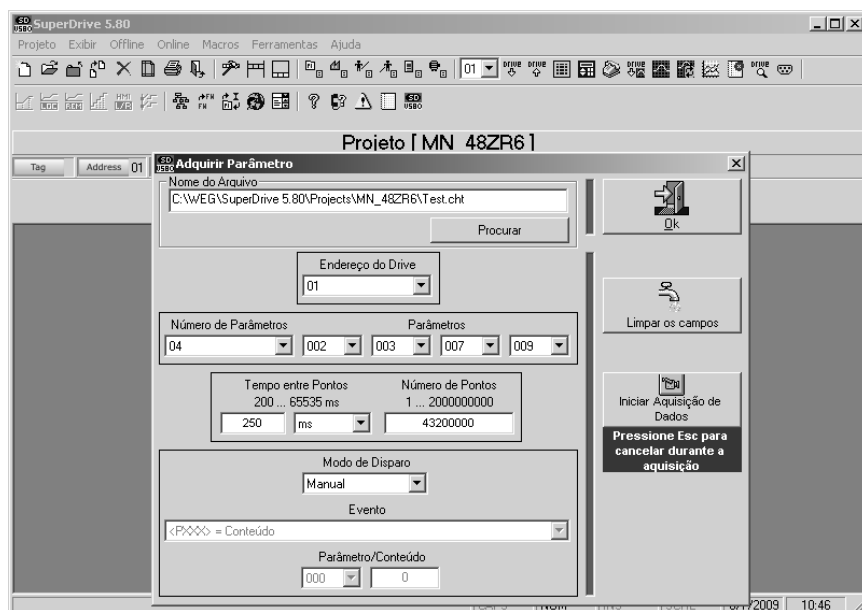 SuperDrive 5.80
Projeto Exibir Offline Online Macros Ferramentas Ajuda
01
Projeto [ MN_48ZR6 ]
Tag Address 01
Adquirir Parâmetro
Nome do Arquivo
C:\WEG\SuperDrive 5.80\Projects\MN_48ZR6\Test.cht
Procurar
Ok
Endereço do Drive
01
Limpar os campos
Número de Parâmetros Parâmetros
04 002 003 007 009
Tempo entre Pontos Número de Pontos
200 ... 65535 ms 1 ... 2000000000
250 ms 43200000
Iniciar Aquisição de
Dados
Pressione Esc para
cancelar durante a
aquisição
Modo de Disparo
Manual
Evento
<PXXX> = Conteúdo
Parâmetro/Conteúdo
000 0
10:46